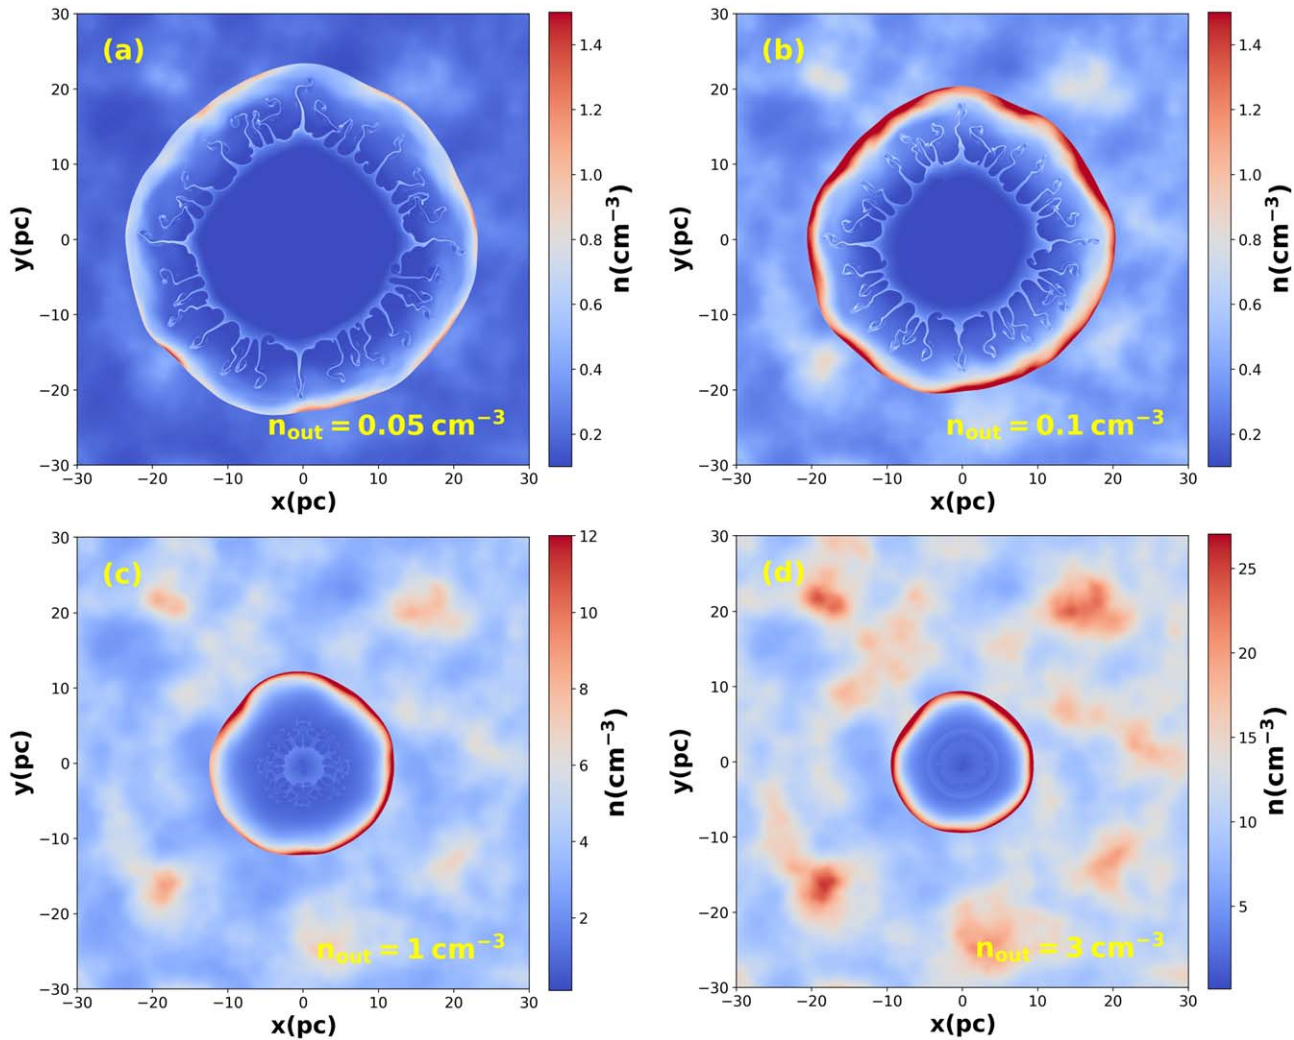 (a)
30
20
10
0
−10
−20
−30
−30 −20 −10 0 10 20 30
x(pc)
y(pc)
n_out = 0.05 cm⁻³
1.4
1.2
1.0
0.8
0.6
0.4
0.2
n(cm⁻³)
(b)
30
20
10
0
−10
−20
−30
−30 −20 −10 0 10 20 30
x(pc)
y(pc)
n_out = 0.1 cm⁻³
1.4
1.2
1.0
0.8
0.6
0.4
0.2
n(cm⁻³)
(c)
30
20
10
0
−10
−20
−30
−30 −20 −10 0 10 20 30
x(pc)
y(pc)
n_out = 1 cm⁻³
12
10
8
6
4
2
n(cm⁻³)
(d)
30
20
10
0
−10
−20
−30
−30 −20 −10 0 10 20 30
x(pc)
y(pc)
n_out = 3 cm⁻³
25
20
15
10
5
n(cm⁻³)